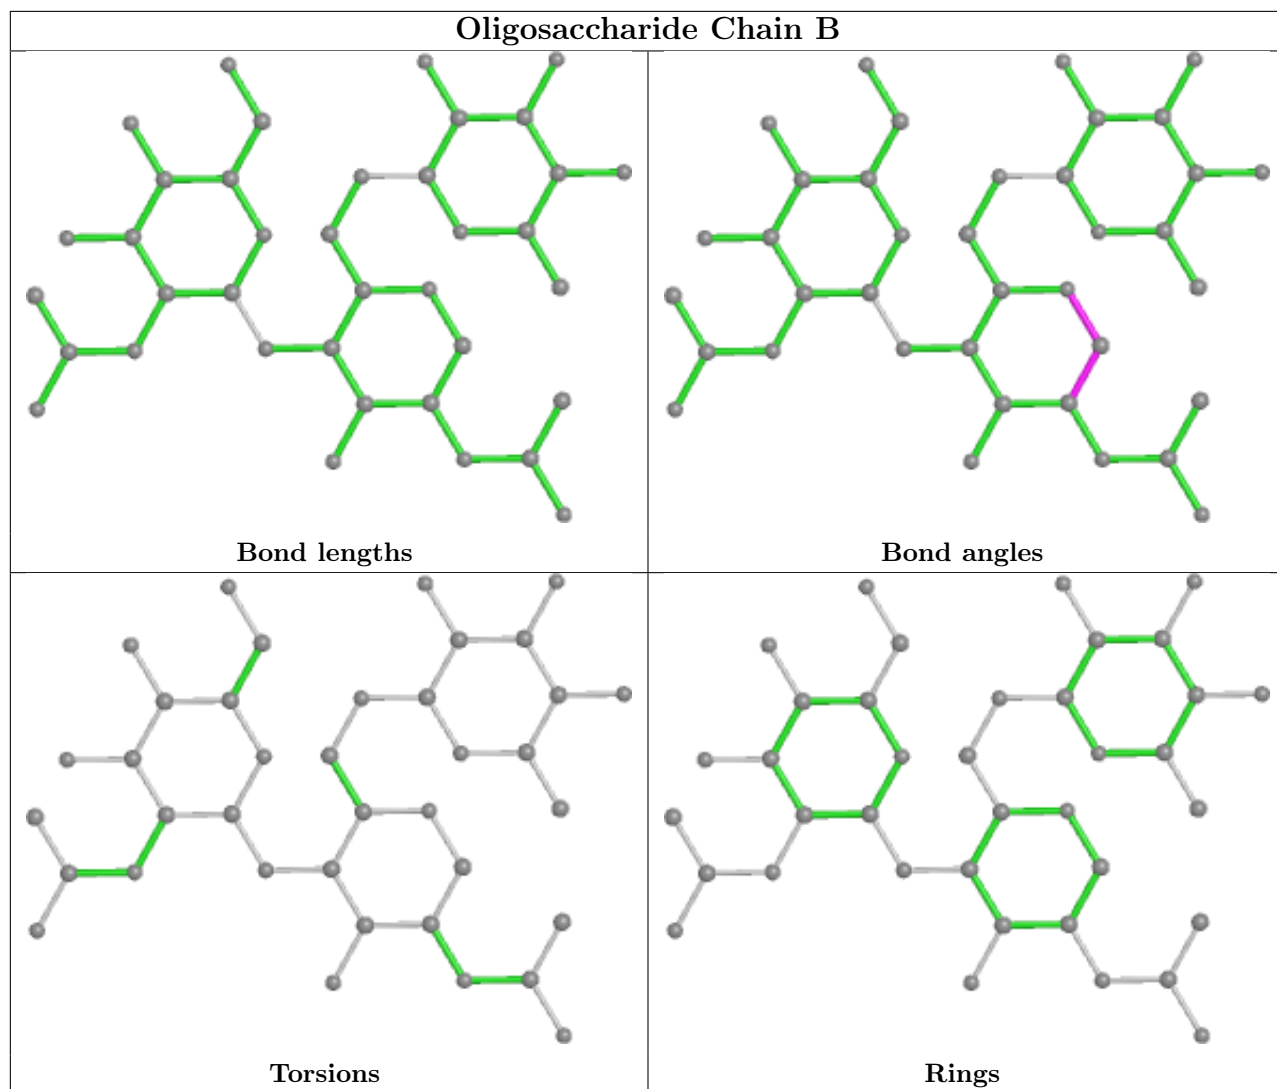 Oligosaccharide Chain B
Bond lengths
Bond angles
Torsions
Rings